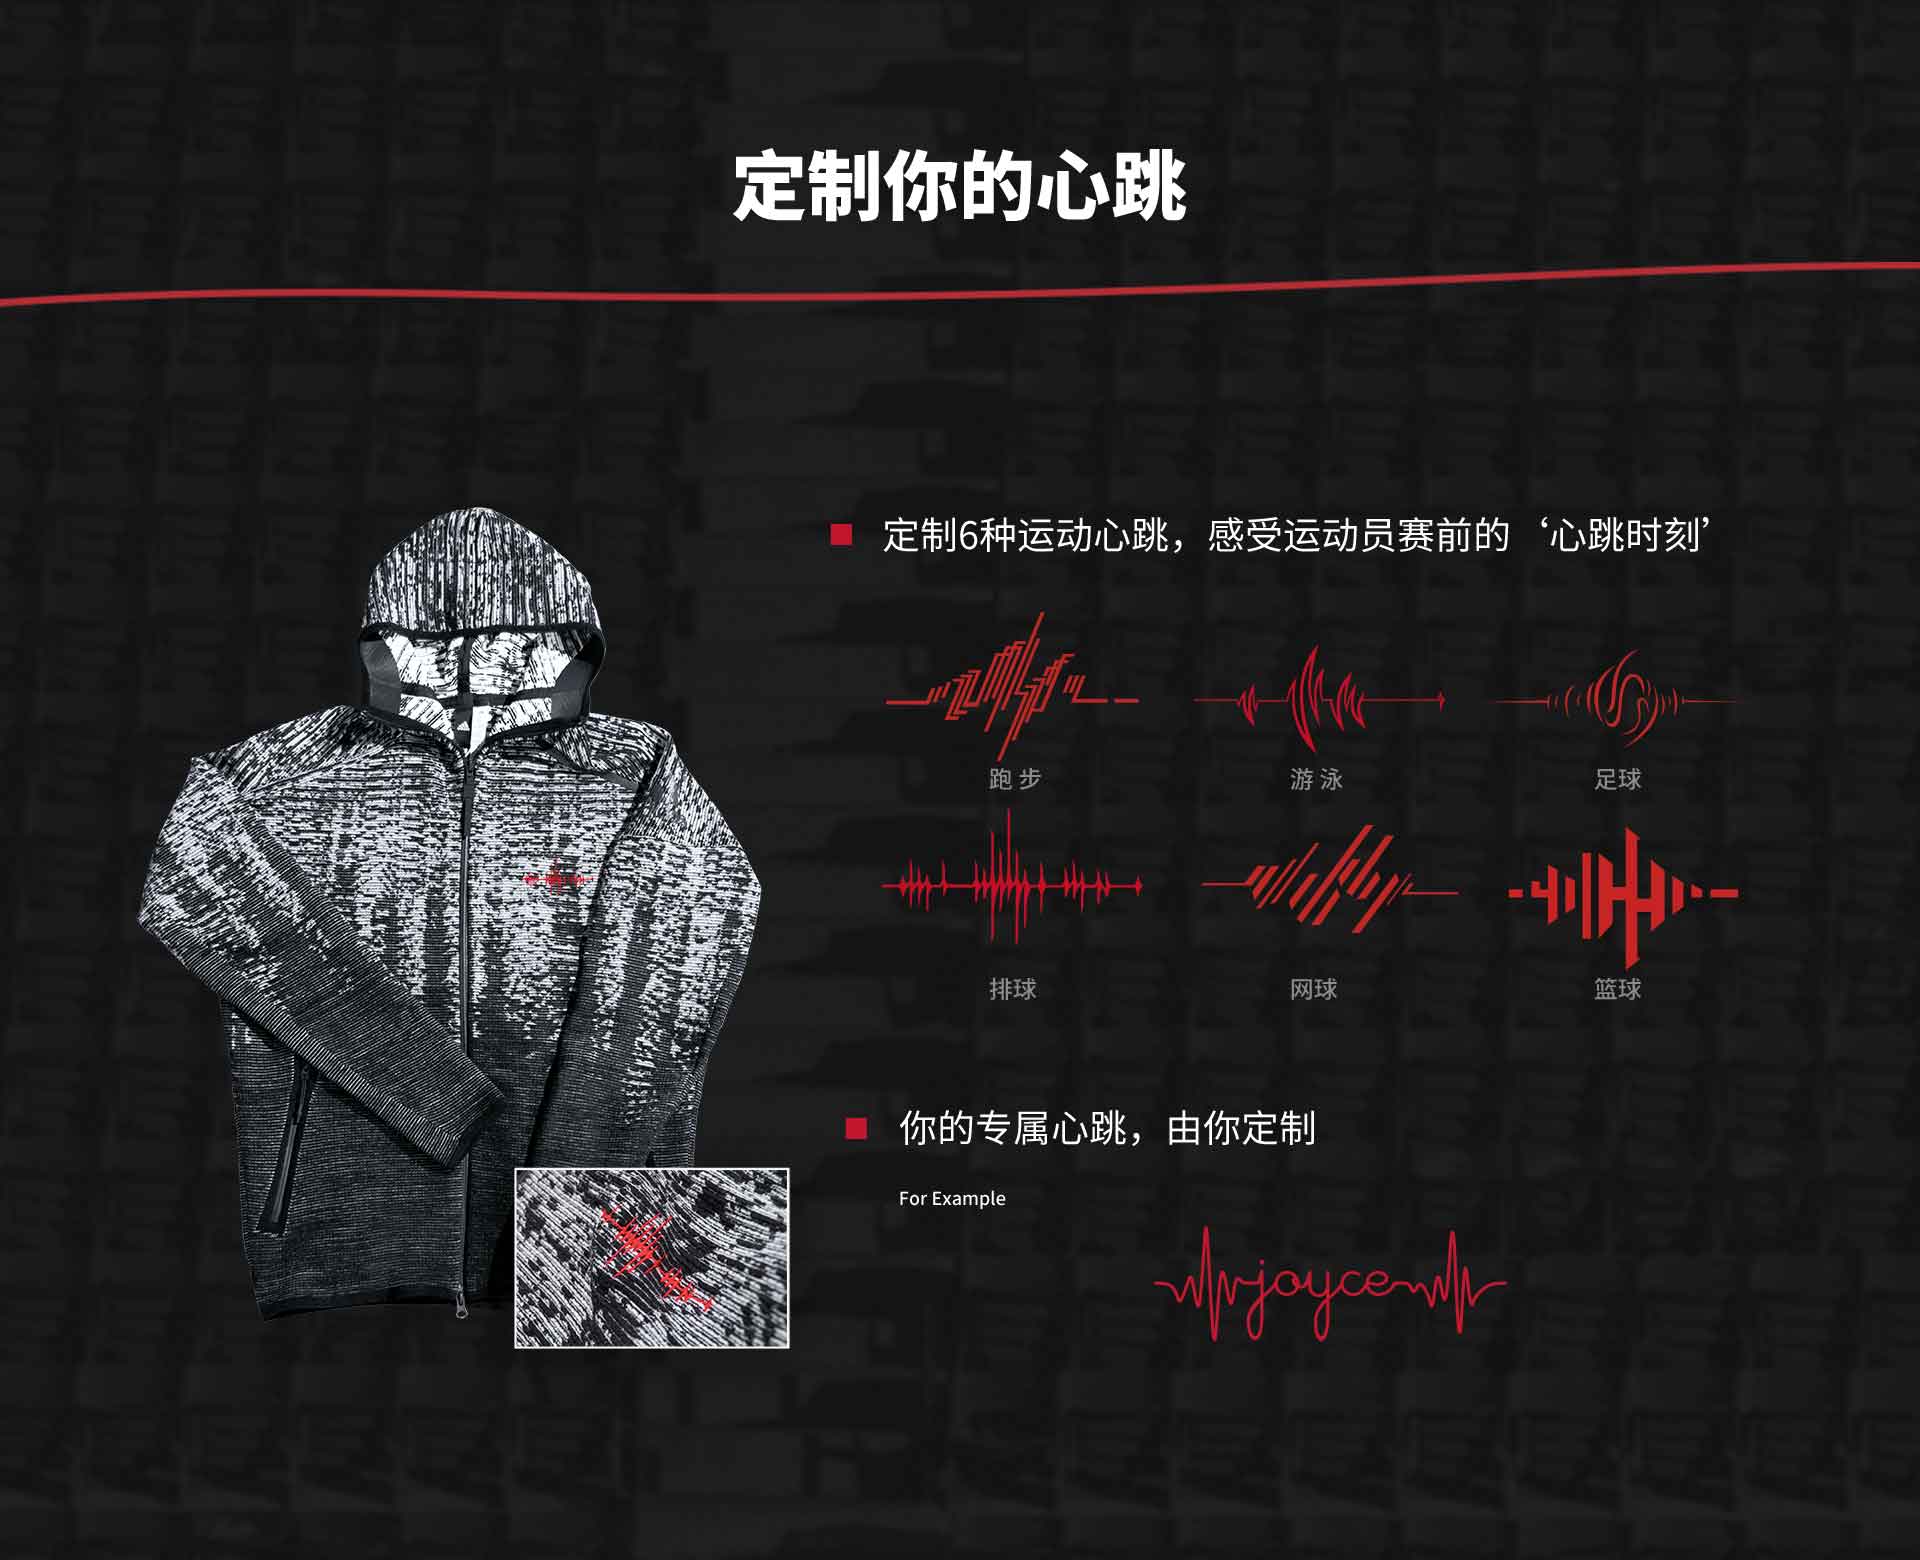 定制你的心跳
定制6种运动心跳，感受运动员赛前的‘心跳时刻’
跑 步
游 泳
足球
排球
网球
篮球
你的专属心跳，由你定制
For Example
joyce